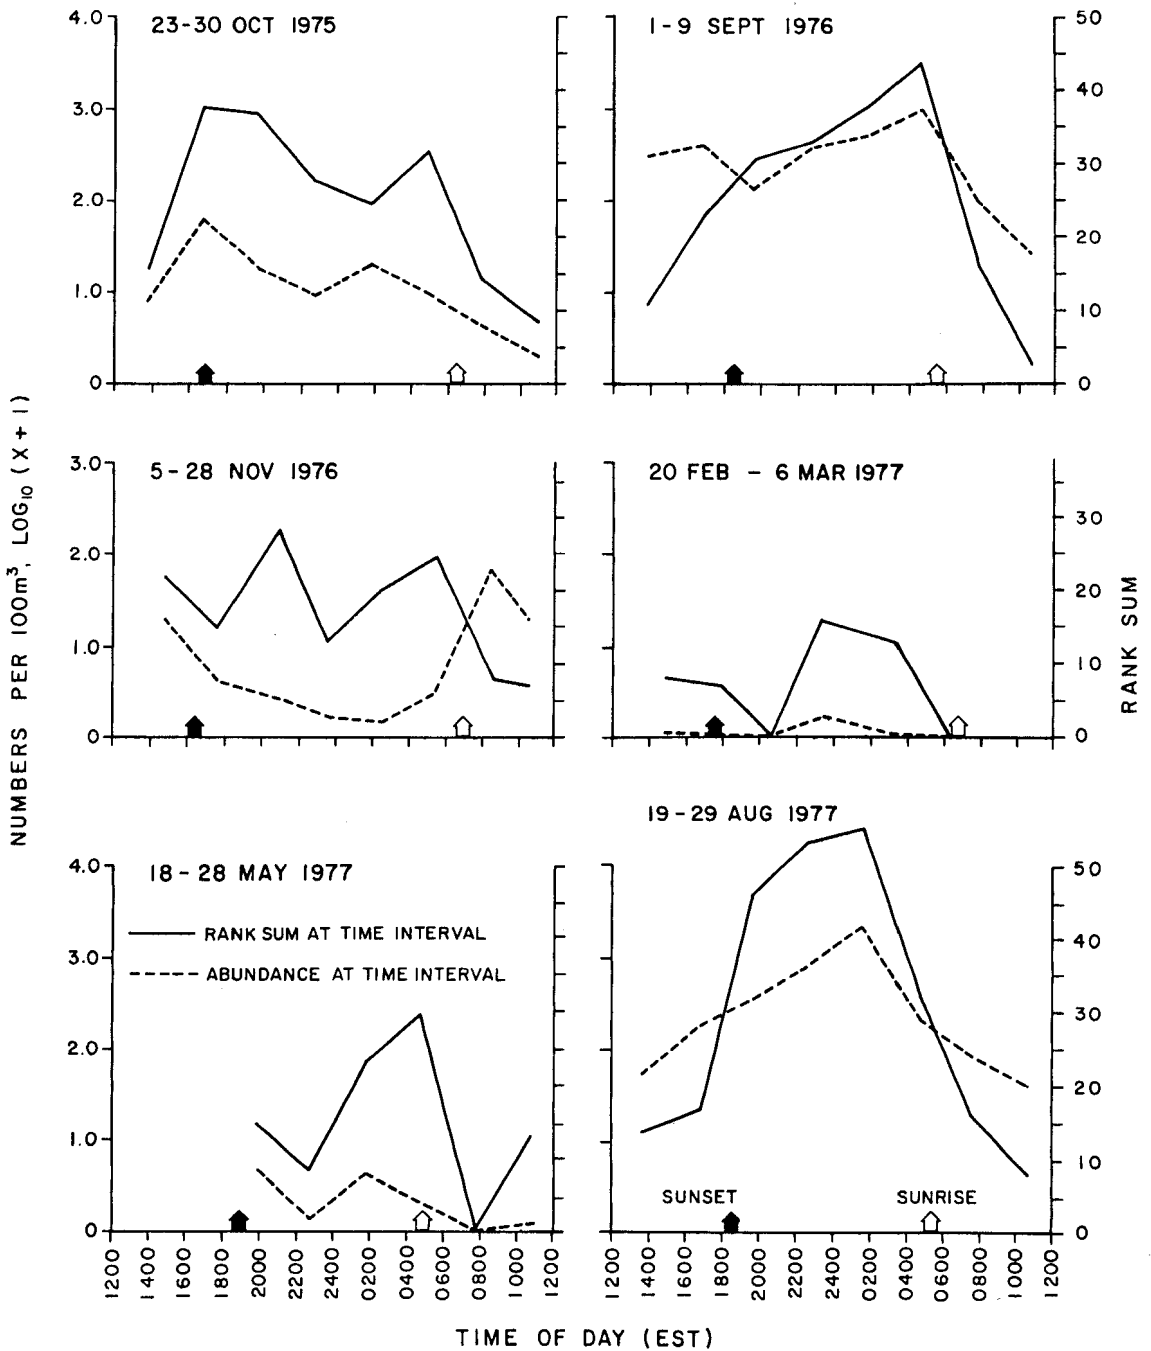 23-30 OCT 1975
4.0
3.0
2.0
1.0
0
1-9 SEPT 1976
50
40
30
20
10
0
5-28 NOV 1976
3.0
2.0
1.0
0
20 FEB - 6 MAR 1977
30
20
10
0
18-28 MAY 1977
RANK SUM AT TIME INTERVAL
ABUNDANCE AT TIME INTERVAL
4.0
3.0
2.0
1.0
0
1200 1400 1600 1800 2000 2200 2400 0200 0400 0600 0800 1000 1200
19-29 AUG 1977
50
40
30
20
10
0
SUNSET
SUNRISE
1200 1400 1600 1800 2000 2200 2400 0200 0400 0600 0800 1000 1200
NUMBERS PER 100m³, LOG₁₀ (X + 1)
RANK SUM
TIME OF DAY (EST)